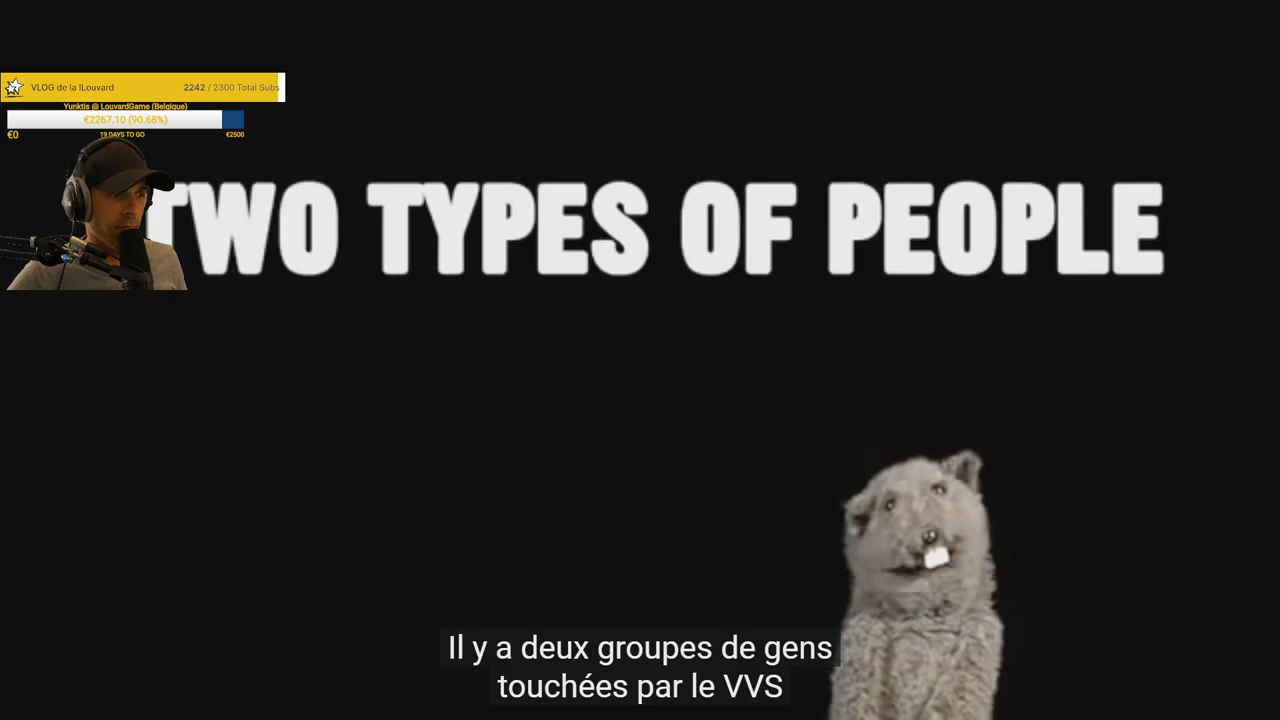 VLOG de la !Louvard 2242 / 2300 Total Subs
Yunktis @ LouvardGame (Belgique)
€2267.10 (90.68%)
€0 19 DAYS TO GO €2500
TWO TYPES OF PEOPLE
Il y a deux groupes de gens
touchées par le VVS